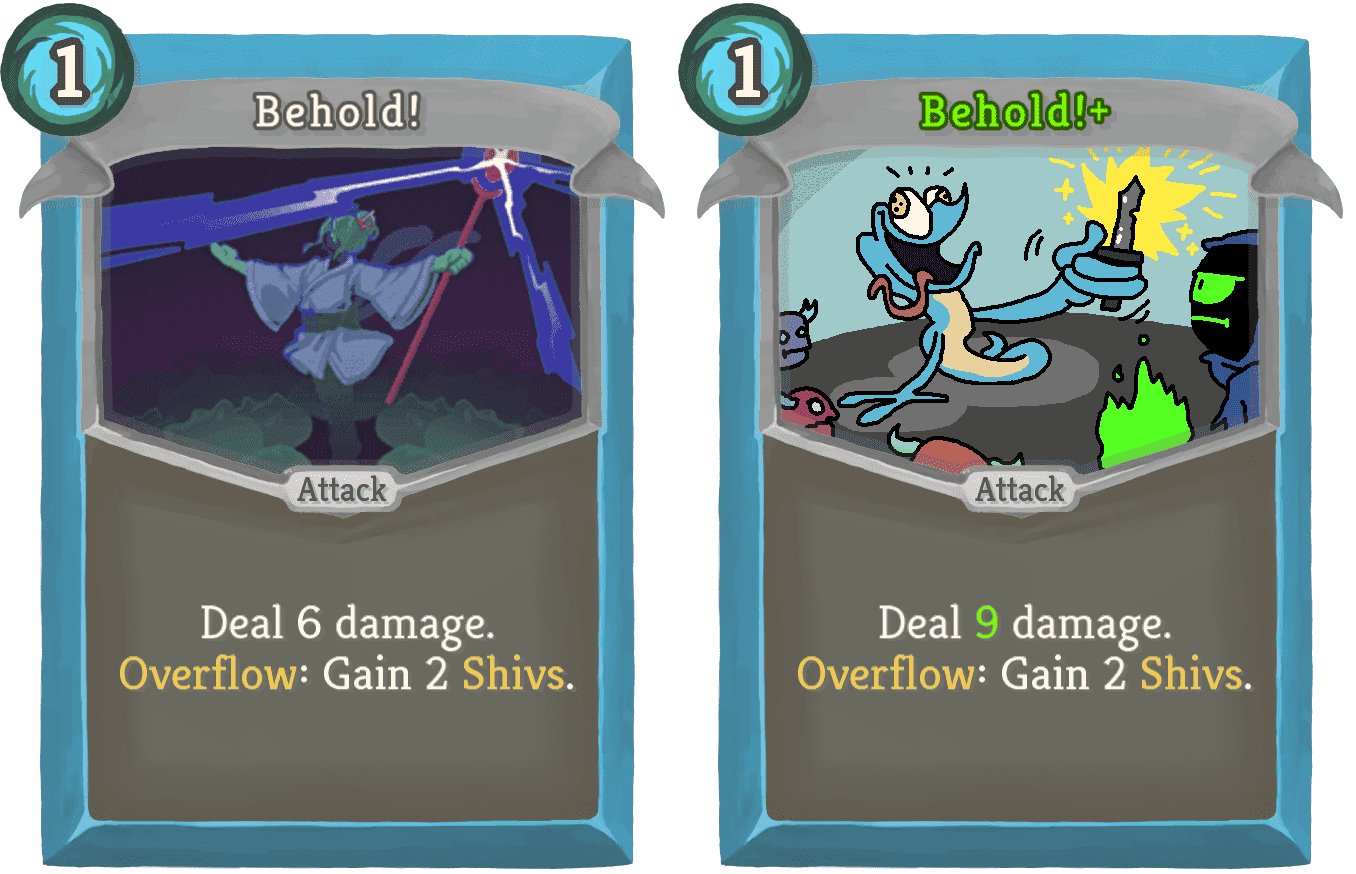 1
Behold!
Attack
Deal 6 damage.
Overflow: Gain 2 Shivs.
1
Behold!+
Attack
Deal 9 damage.
Overflow: Gain 2 Shivs.